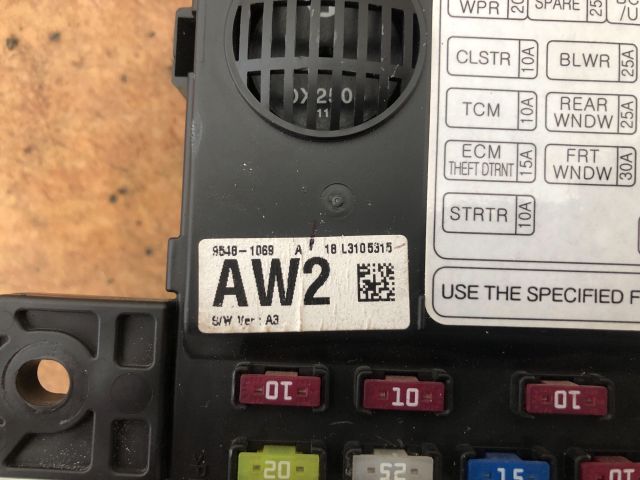 WPR 20
SPARE 25
/U
CLSTR 10A
BLWR 25A
TCM 10A
REAR WNDW 25A
ECM THEFT DTRNT 15A
FRT WNDW 30A
STRTR 10A
USE THE SPECIFIED F
0X250
11
9548-1069 A 18 L3105315
AW2
S/W Ver : A3
10
10
10
20
25
15
10